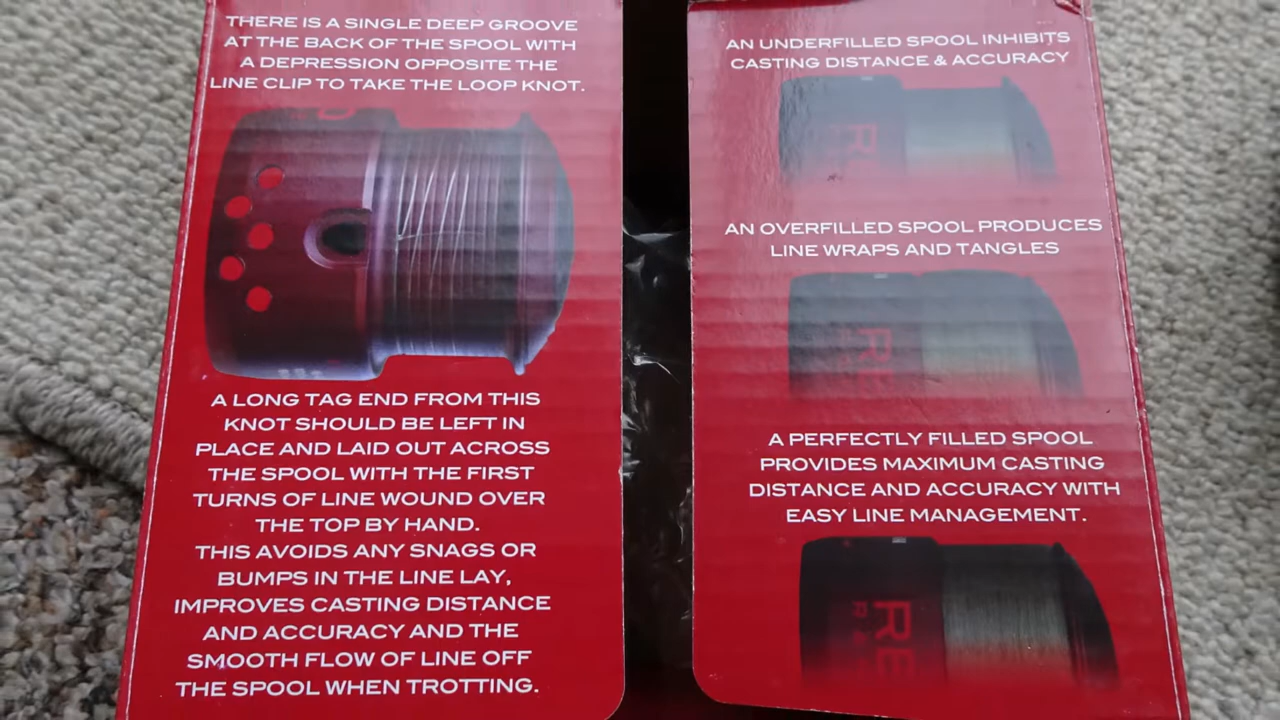 THERE IS A SINGLE DEEP GROOVE
AT THE BACK OF THE SPOOL WITH
A DEPRESSION OPPOSITE THE
LINE CLIP TO TAKE THE LOOP KNOT.
A LONG TAG END FROM THIS
KNOT SHOULD BE LEFT IN
PLACE AND LAID OUT ACROSS
THE SPOOL WITH THE FIRST
TURNS OF LINE WOUND OVER
THE TOP BY HAND.
THIS AVOIDS ANY SNAGS OR
BUMPS IN THE LINE LAY,
IMPROVES CASTING DISTANCE
AND ACCURACY AND THE
SMOOTH FLOW OF LINE OFF
THE SPOOL WHEN TROTTING.
AN UNDERFILLED SPOOL INHIBITS
CASTING DISTANCE & ACCURACY
RE
AN OVERFILLED SPOOL PRODUCES
LINE WRAPS AND TANGLES
RE
A PERFECTLY FILLED SPOOL
PROVIDES MAXIMUM CASTING
DISTANCE AND ACCURACY WITH
EASY LINE MANAGEMENT.
RE